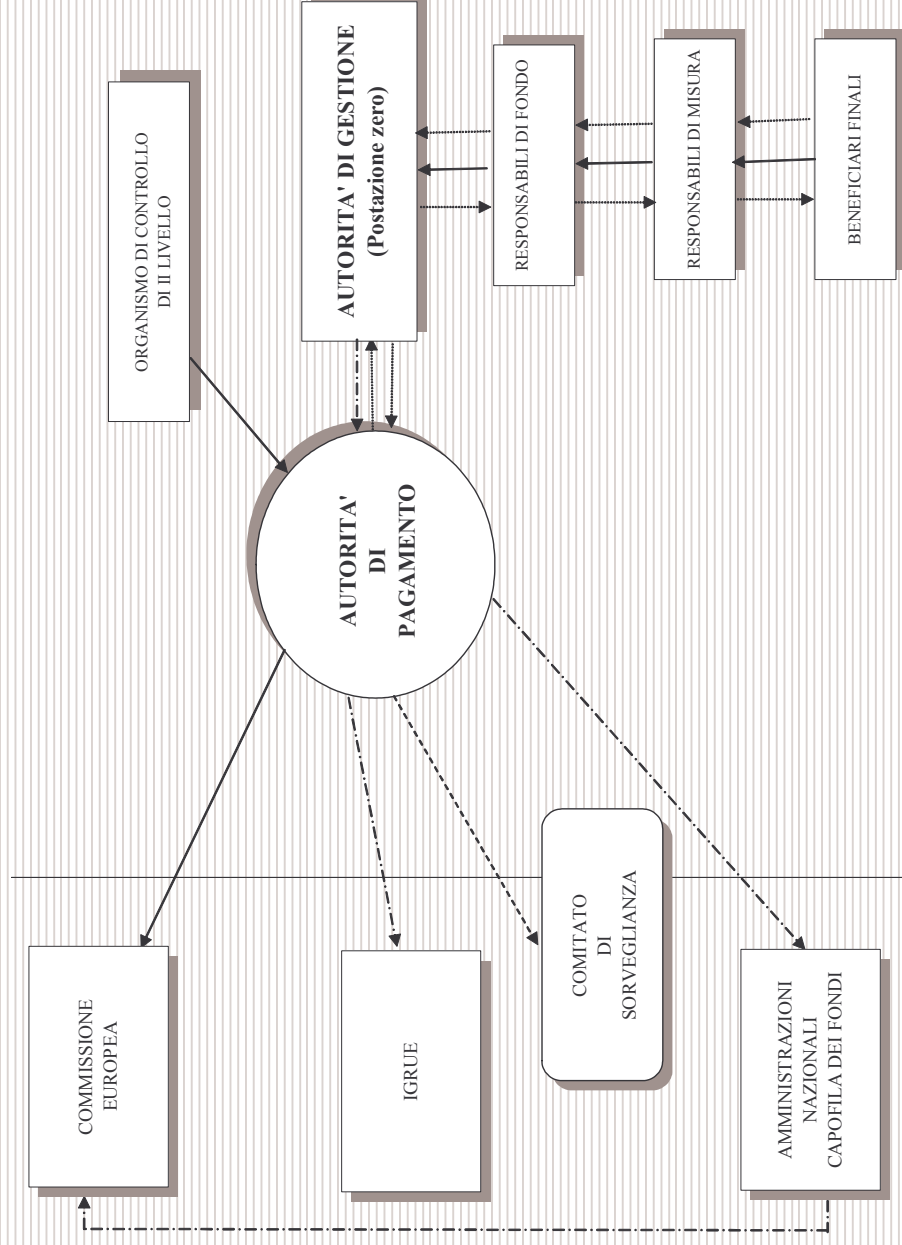 COMMISSIONE
EUROPEA
IGRUE
COMITATO
DI
SORVEGLIANZA
AMMINISTRAZIONI
NAZIONALI
CAPOFILA DEI FONDI
AUTORITA'
DI
PAGAMENTO
ORGANISMO DI CONTROLLO
DI II LIVELLO
AUTORITA' DI GESTIONE
(Postazione zero)
RESPONSABILI DI FONDO
RESPONSABILI DI MISURA
BENEFICIARI FINALI